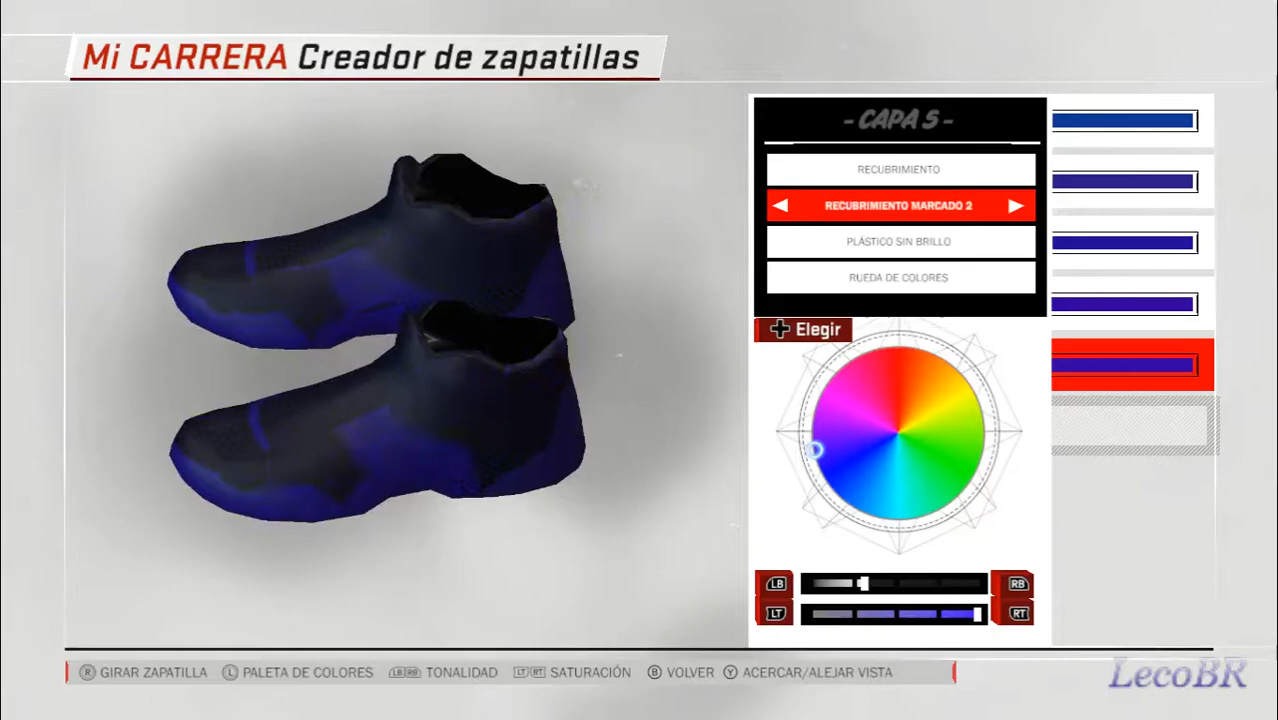 Mi CARRERA Creador de zapatillas
- CAPA 5 -
RECUBRIMIENTO
RECUBRIMIENTO MARCADO 2
PLÁSTICO SIN BRILLO
RUEDA DE COLORES
Elegir
LB RB
LT RT
R GIRAR ZAPATILLA L PALETA DE COLORES LB RB TONALIDAD LT RT SATURACIÓN B VOLVER Y ACERCAR/ALEJAR VISTA
LecoBR